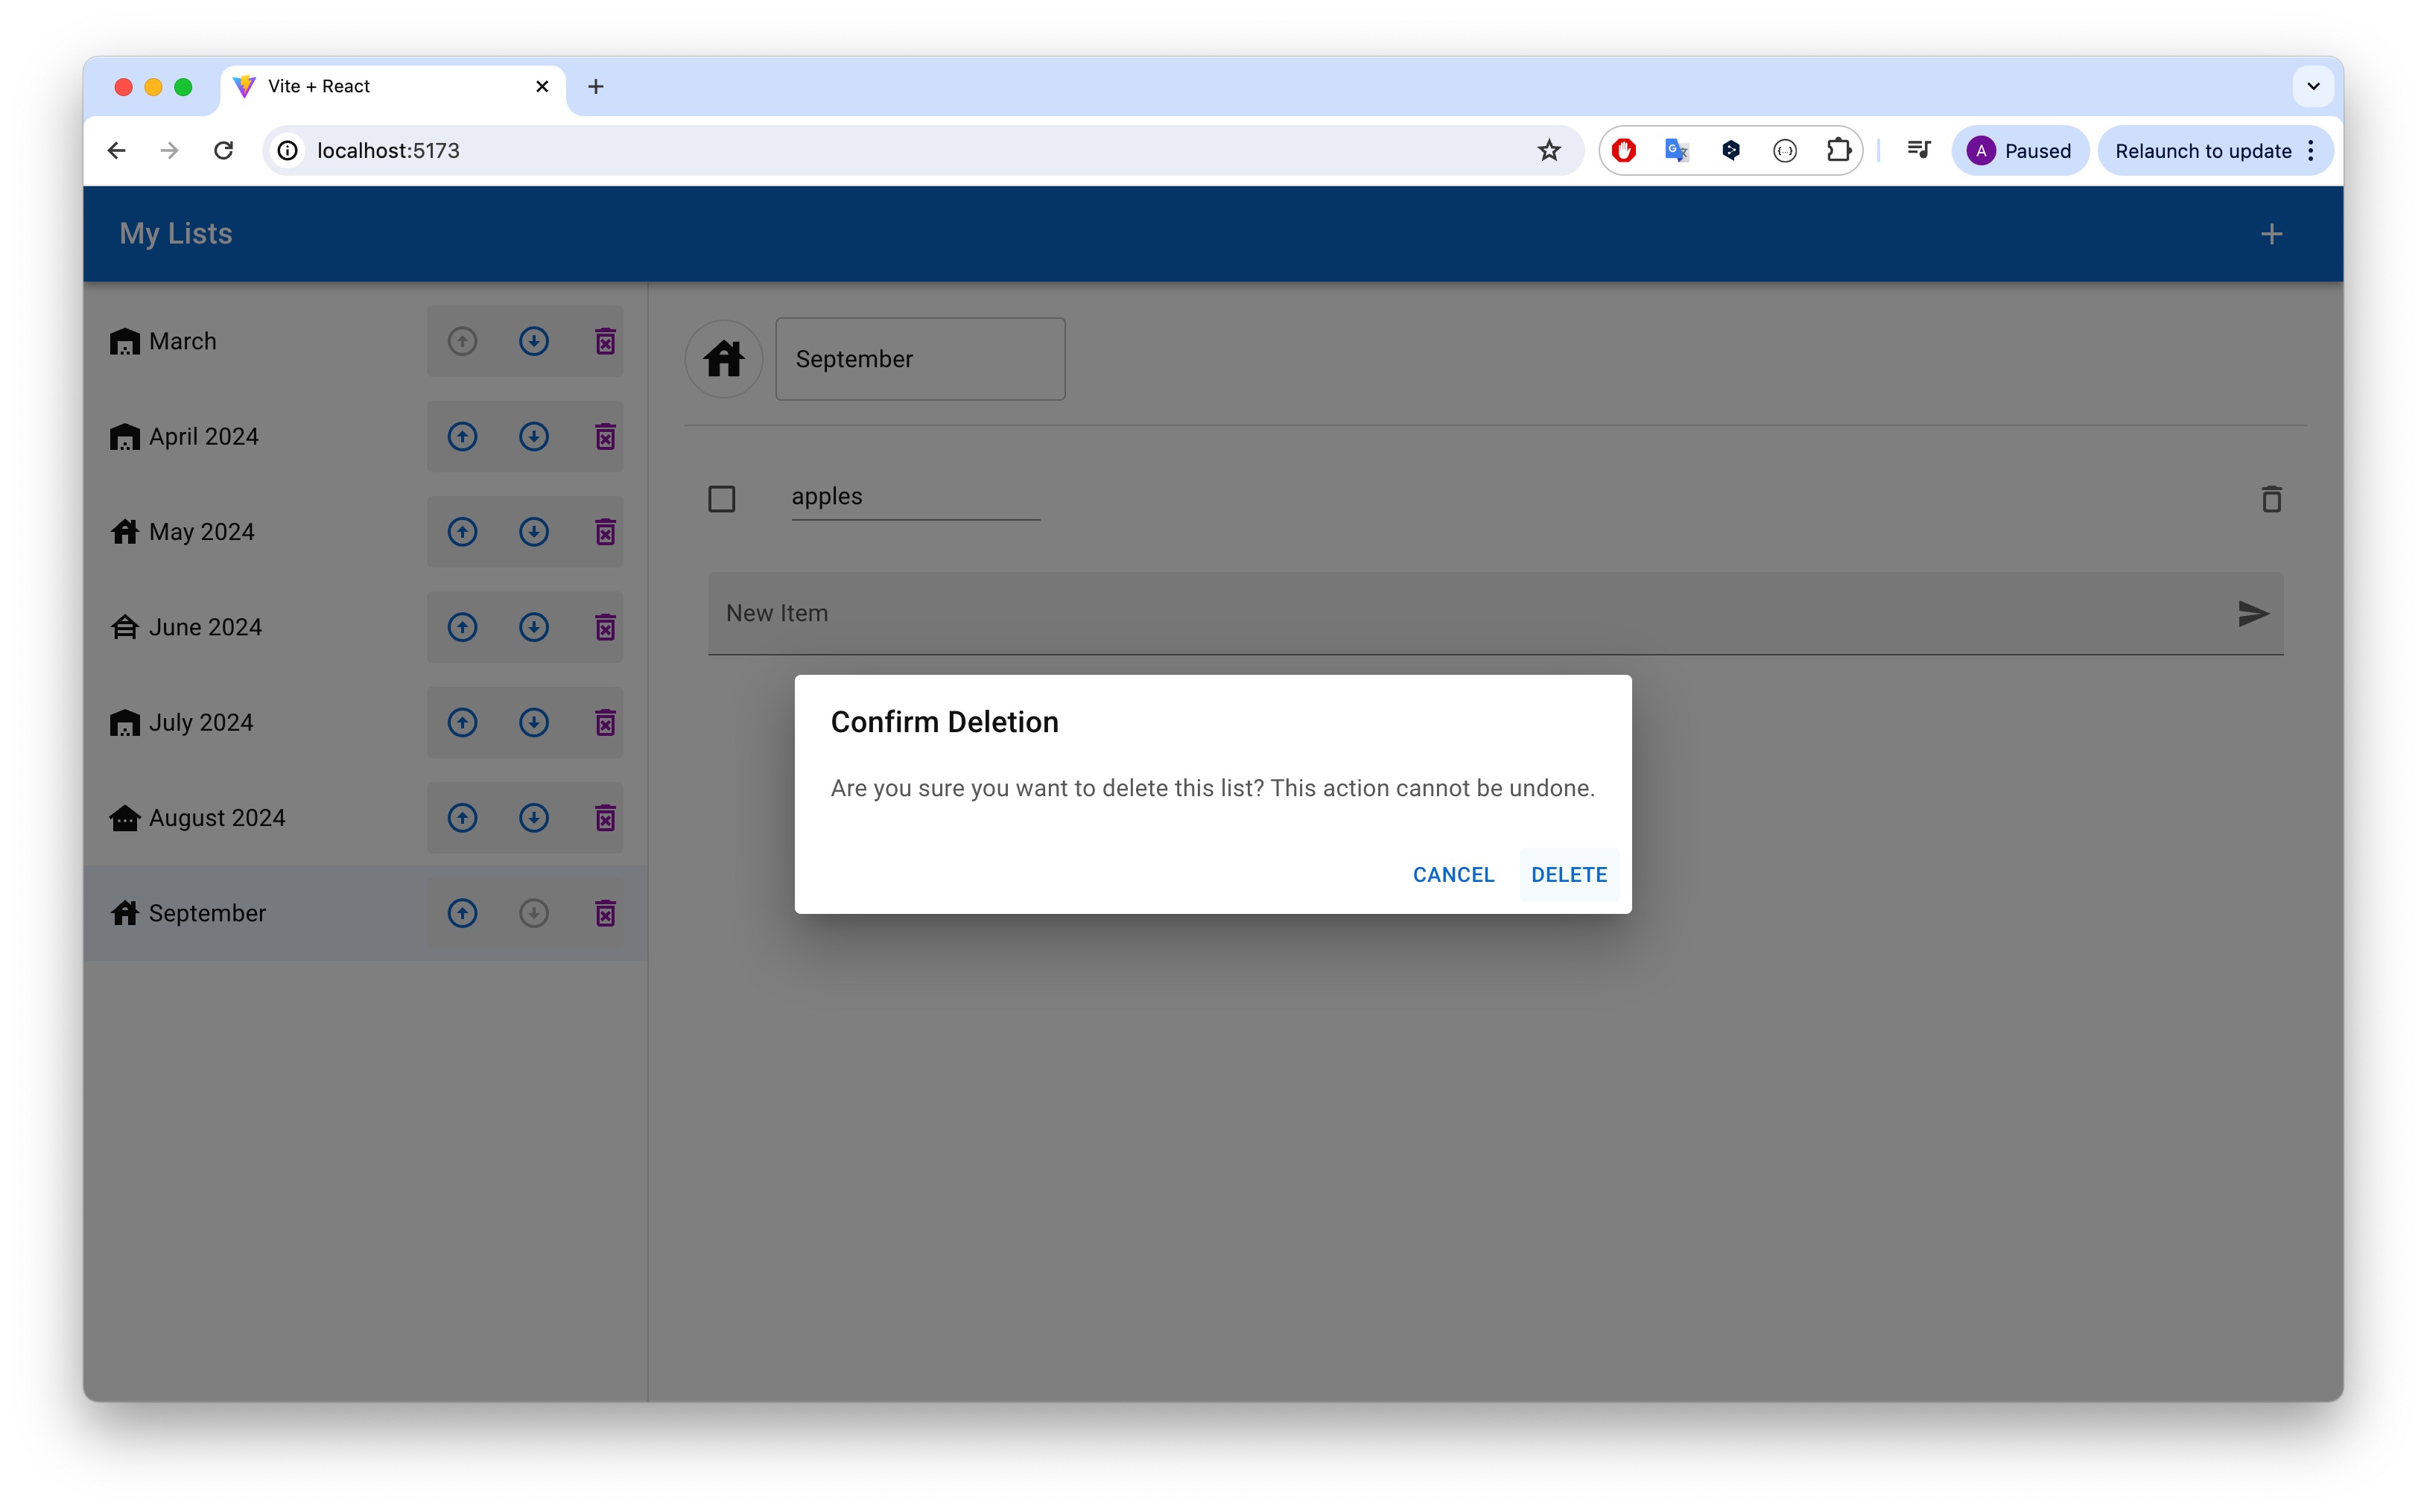 Vite + React
localhost:5173
A Paused
Relaunch to update
My Lists
March
April 2024
May 2024
June 2024
July 2024
August 2024
September
September
apples
New Item
Confirm Deletion
Are you sure you want to delete this list? This action cannot be undone.
CANCEL DELETE